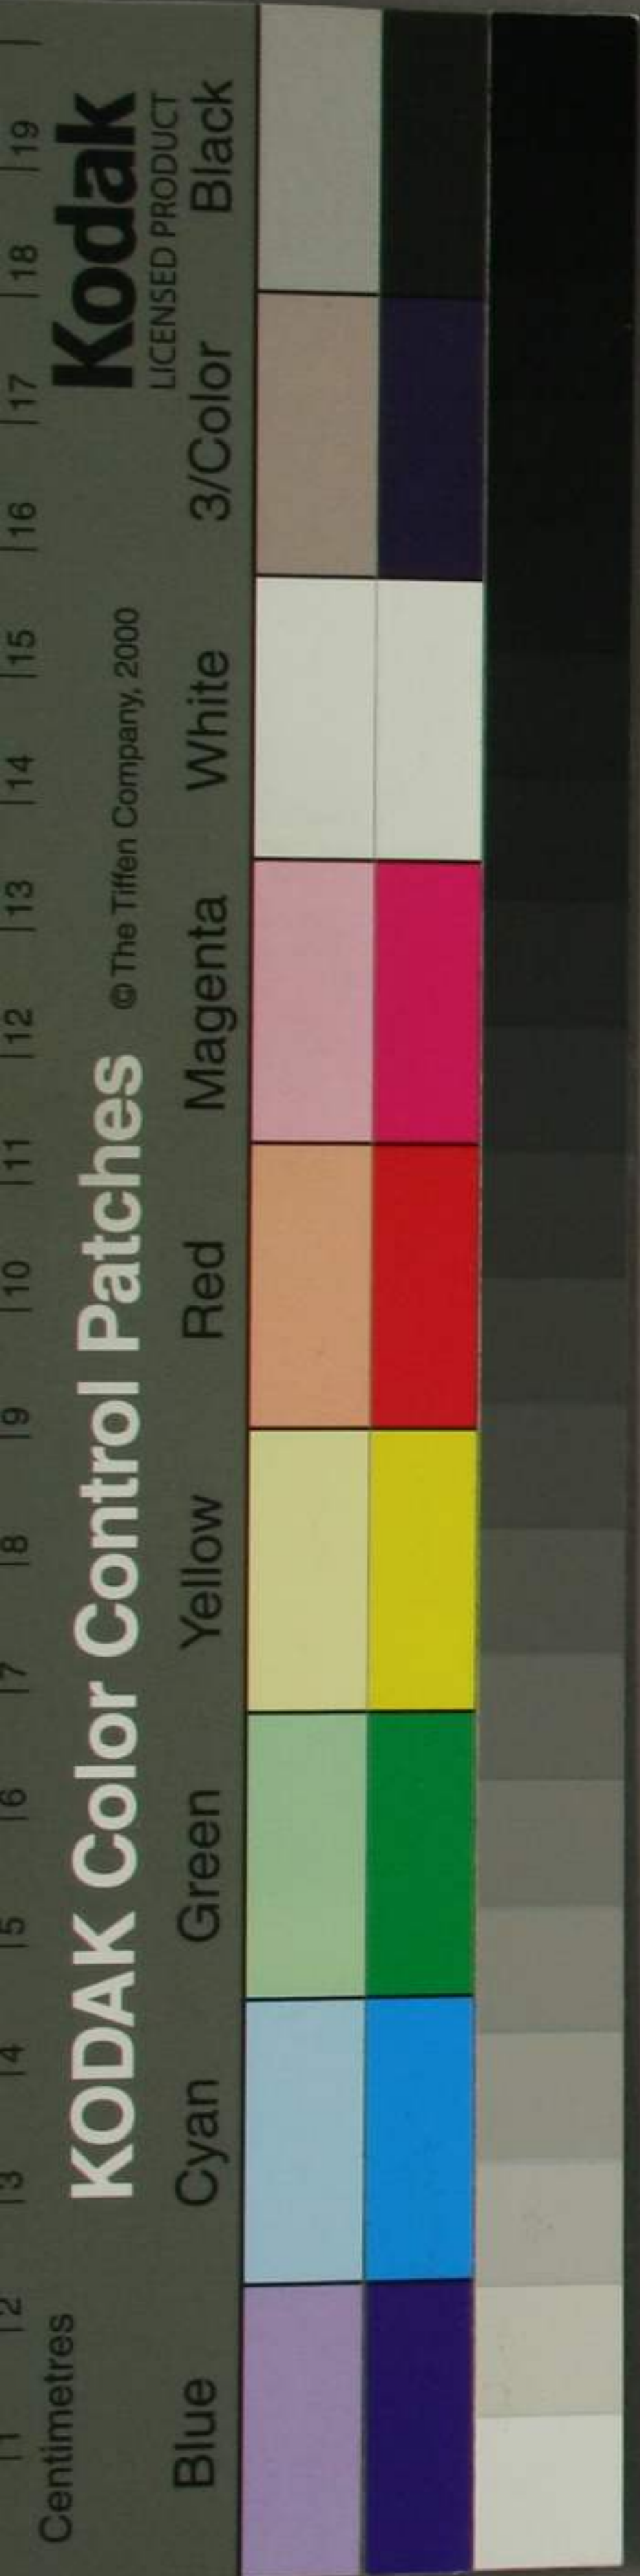 Centimetres
1 2 3 4 5 6 7 8 9 10 11 12 13 14 15 16 17 18 19
KODAK Color Control Patches © The Tiffen Company, 2000 Kodak
LICENSED PRODUCT
Blue Cyan Green Yellow Red Magenta White 3/Color Black